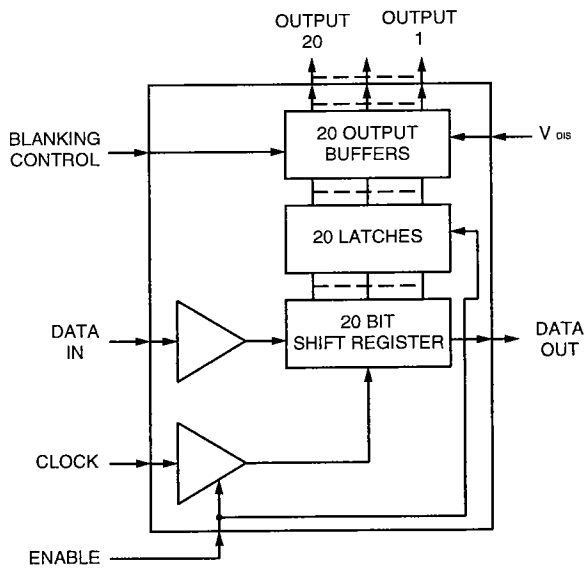 OUTPUT
20
OUTPUT
1
20 OUTPUT
BUFFERS
BLANKING
CONTROL
V DIS
20 LATCHES
20 BIT
SHIFT REGISTER
DATA
IN
DATA
OUT
CLOCK
ENABLE